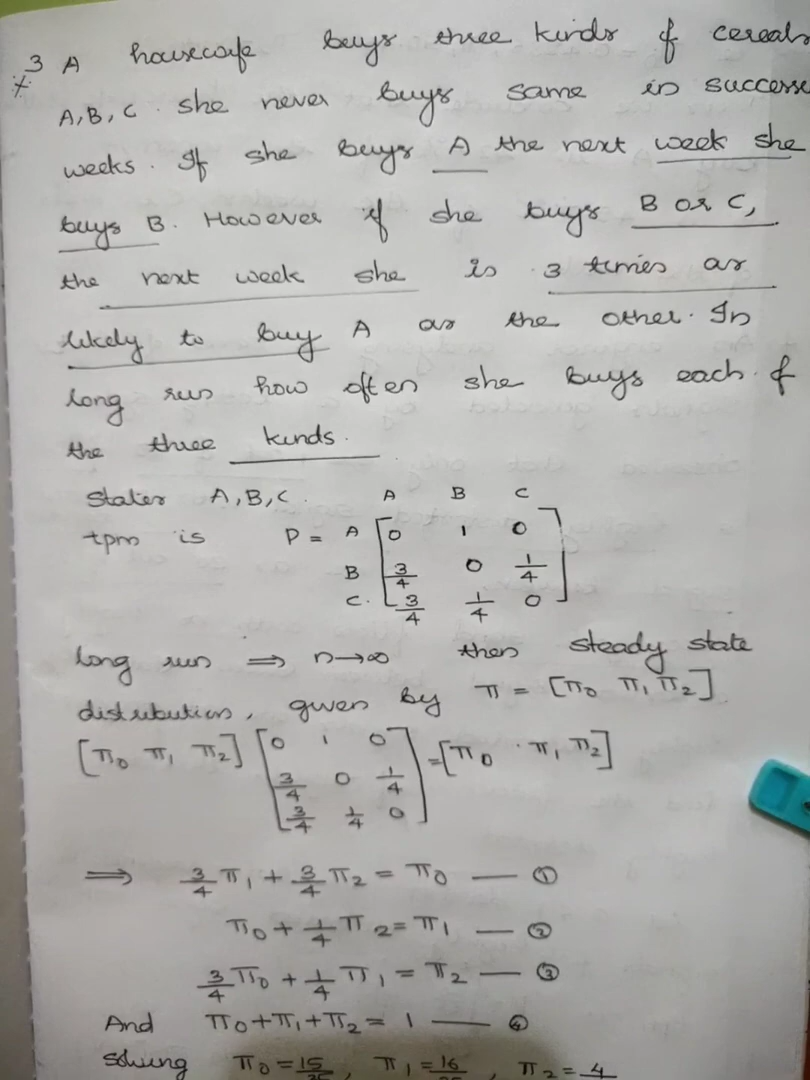 3 A housewife buys three kinds of cereals
A, B, C. she never buys same in successe
weeks. If she buys A the next week she
buys B. However if she buys B or C,
the next week she is 3 times as
likely to buy A as the other. In
long run how often she buys each of
the three kinds.
States A, B, C. A B C
tpm is P = A [0 1 0
B 3/4 0 1/4
C. 3/4 1/4 0]
long run ⇒ n→∞ then steady state
distribution, given by π = [π0 π1 π2]
[π0 π1 π2] [0 1 0
3/4 0 1/4
3/4 1/4 0] = [π0 π1 π2]
⇒ 3/4 π1 + 3/4 π2 = π0 — ①
π0 + 1/4 π2 = π1 — ②
3/4 π0 + 1/4 π1 = π2 — ③
And π0 + π1 + π2 = 1 — ④
Solving π0 = 15/35, π1 = 16/35, π2 = 4